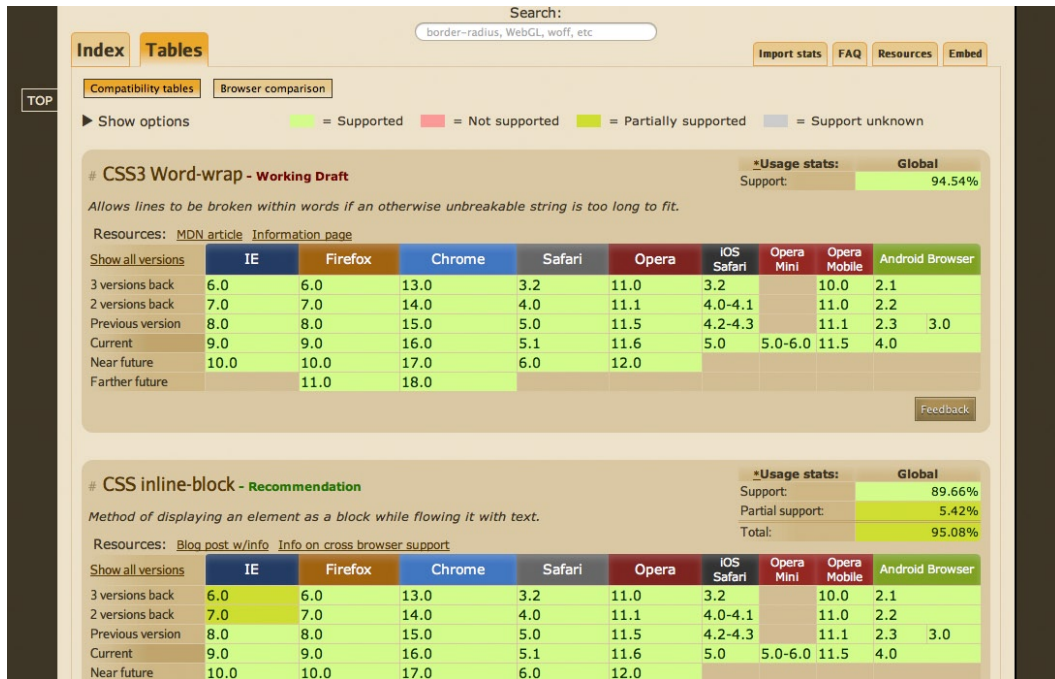 Search:
border-radius, WebGL, woff, etc
Index Tables
Import stats FAQ Resources Embed
Compatibility tables Browser comparison
TOP
▶ Show options = Supported = Not supported = Partially supported = Support unknown
# CSS3 Word-wrap - Working Draft
*Usage stats: Global
Support: 94.54%
Allows lines to be broken within words if an otherwise unbreakable string is too long to fit.
Resources: MDN article Information page
Show all versions IE Firefox Chrome Safari Opera iOS Safari Opera Mini Opera Mobile Android Browser
3 versions back 6.0 6.0 13.0 3.2 11.0 3.2 10.0 2.1
2 versions back 7.0 7.0 14.0 4.0 11.1 4.0-4.1 11.0 2.2
Previous version 8.0 8.0 15.0 5.0 11.5 4.2-4.3 11.1 2.3 3.0
Current 9.0 9.0 16.0 5.1 11.6 5.0 5.0-6.0 11.5 4.0
Near future 10.0 10.0 17.0 6.0 12.0
Farther future 11.0 18.0
Feedback
# CSS inline-block - Recommendation
*Usage stats: Global
Support: 89.66%
Partial support: 5.42%
Total: 95.08%
Method of displaying an element as a block while flowing it with text.
Resources: Blog post w/info Info on cross browser support
Show all versions IE Firefox Chrome Safari Opera iOS Safari Opera Mini Opera Mobile Android Browser
3 versions back 6.0 6.0 13.0 3.2 11.0 3.2 10.0 2.1
2 versions back 7.0 7.0 14.0 4.0 11.1 4.0-4.1 11.0 2.2
Previous version 8.0 8.0 15.0 5.0 11.5 4.2-4.3 11.1 2.3 3.0
Current 9.0 9.0 16.0 5.1 11.6 5.0 5.0-6.0 11.5 4.0
Near future 10.0 10.0 17.0 6.0 12.0